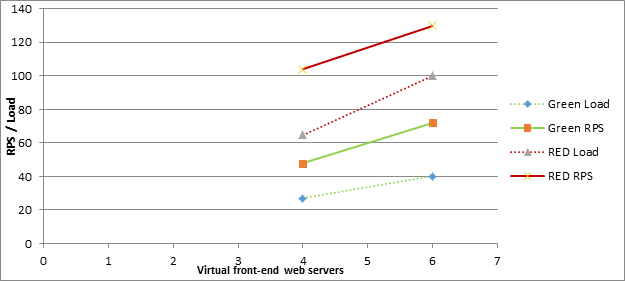 140
120
100
80
60
40
20
0
RPS / Load
0 1 2 3 4 5 6 7
Virtual front-end web servers
Green Load
Green RPS
RED Load
RED RPS